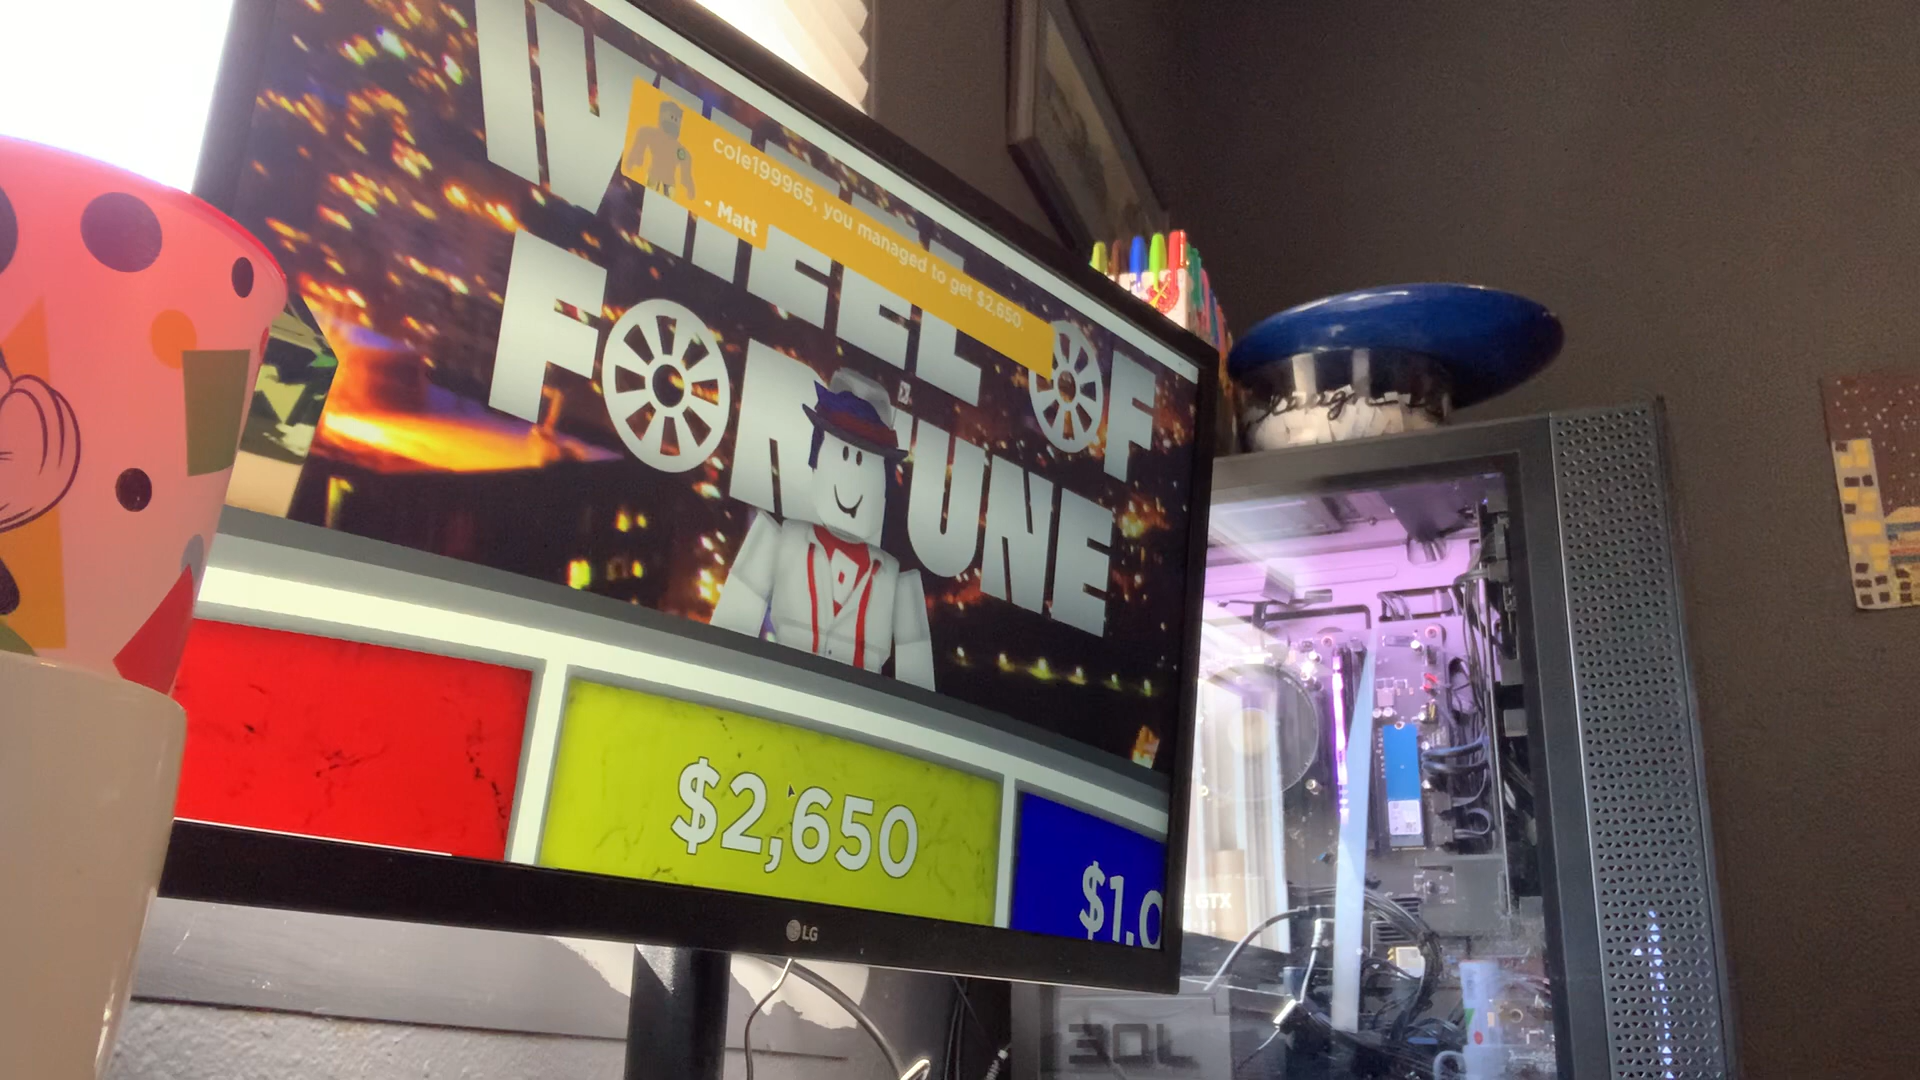 WHEEL OF
FORTUNE
cole199965, you managed to get $2,650.
- Matt
$2,650
$1,0
LG
GTX
30L